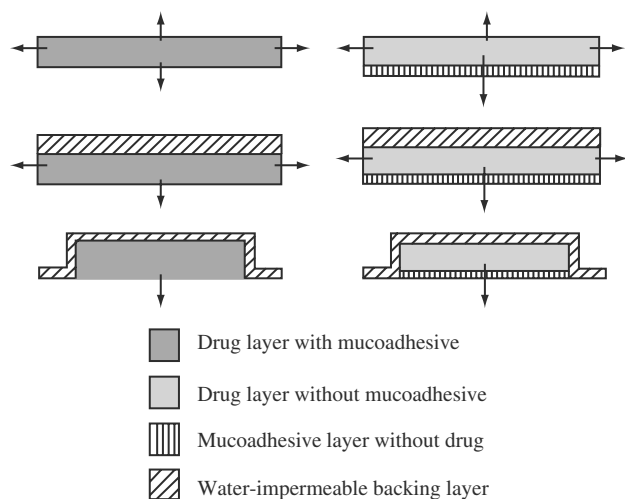 Drug layer with mucoadhesive
Drug layer without mucoadhesive
Mucoadhesive layer without drug
Water-impermeable backing layer